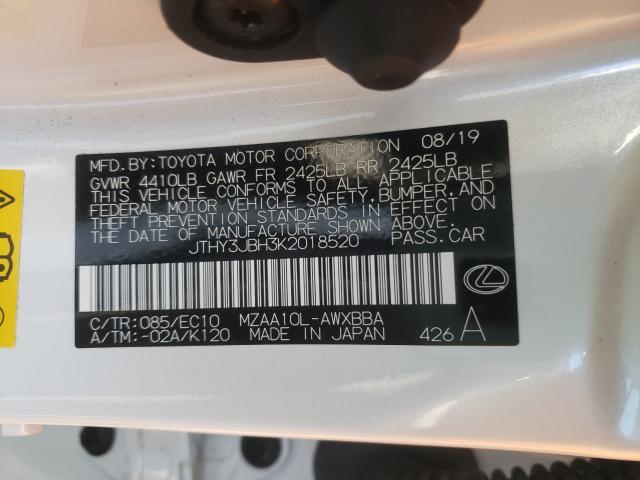 MFD.BY:TOYOTA MOTOR CORPORATION 08/19
GVWR 4410LB GAWR FR 2425LB RR 2425LB
THIS VEHICLE CONFORMS TO ALL APPLICABLE
FEDERAL MOTOR VEHICLE SAFETY,BUMPER,AND
THEFT PREVENTION STANDARDS IN EFFECT ON
THE DATE OF MANUFACTURE SHOWN ABOVE.
JTHY3JBH3K2018520 PASS.CAR
C/TR:085/EC10 MZAA10L-AWXBBA
A/TM:-02A/K120 MADE IN JAPAN 426 A